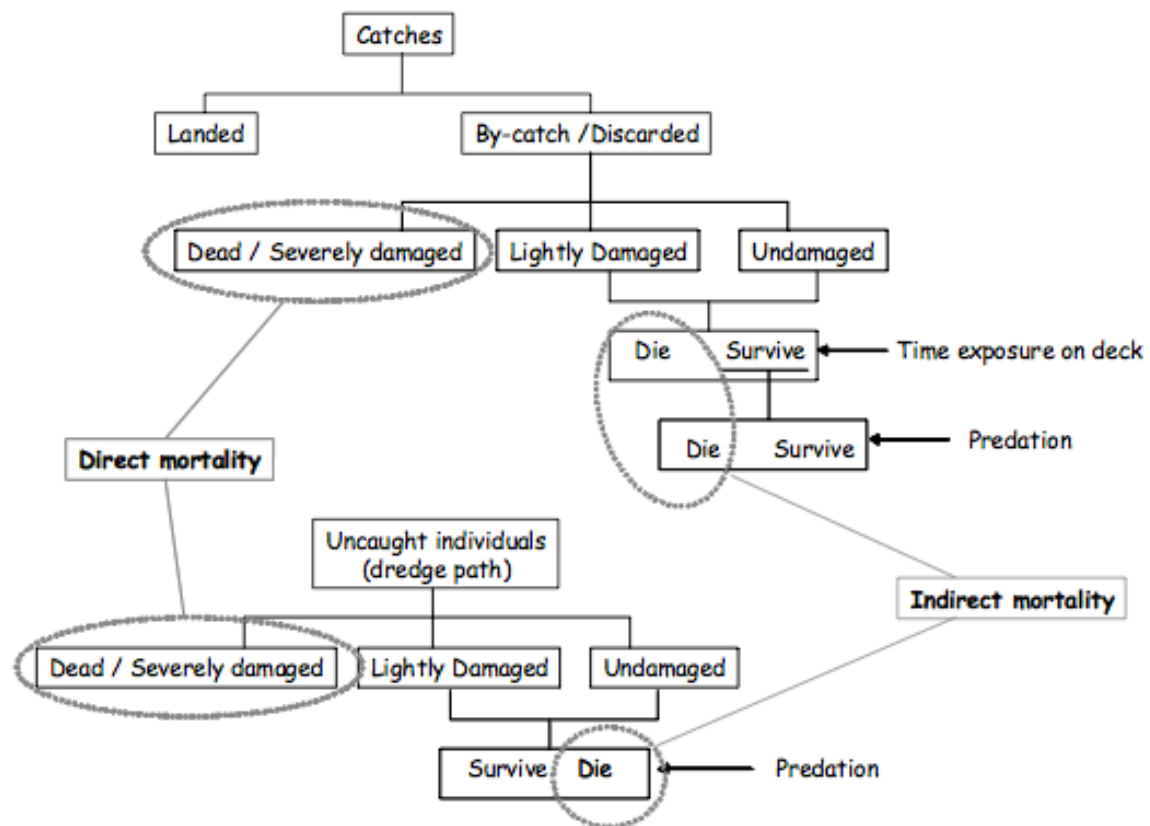 Catches
Landed
By-catch /Discarded
Dead / Severely damaged
Lightly Damaged
Undamaged
Die Survive
Time exposure on deck
Die Survive
Predation
Direct mortality
Uncaught individuals
(dredge path)
Indirect mortality
Dead / Severely damaged
Lightly Damaged
Undamaged
Survive Die
Predation